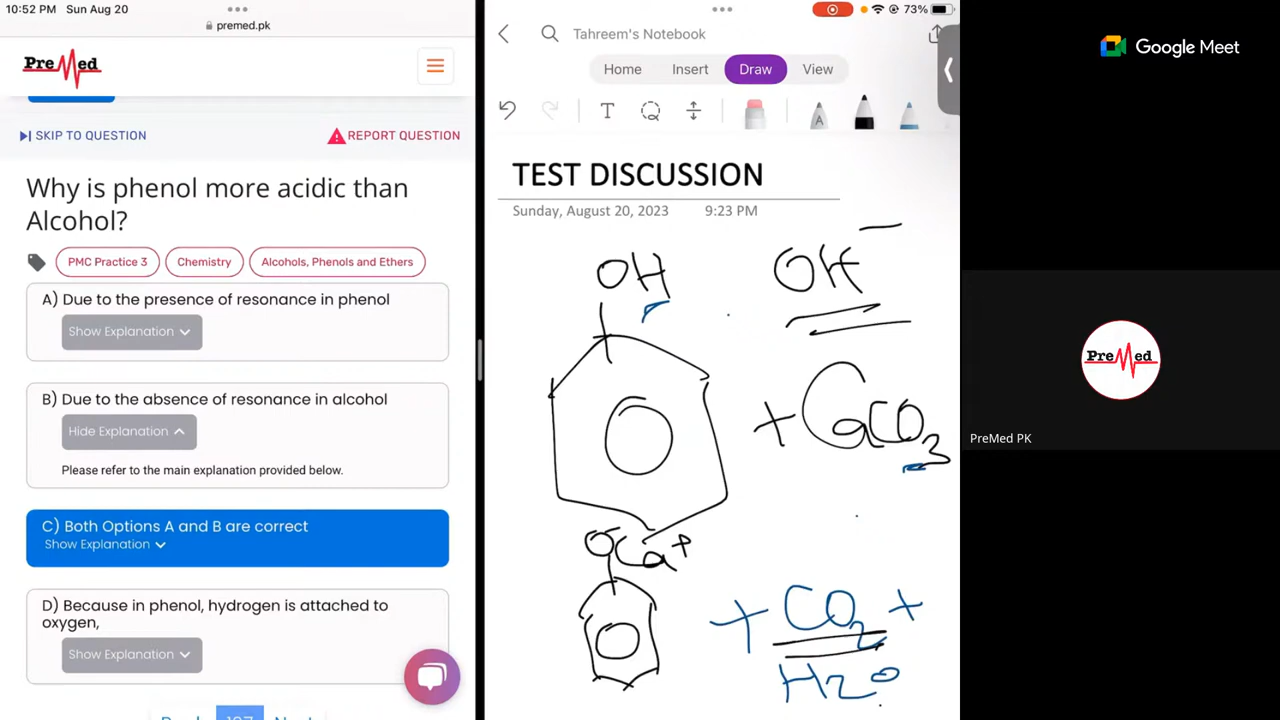 10:52 PM Sun Aug 20
premed.pk
PreMed
SKIP TO QUESTION
REPORT QUESTION
Why is phenol more acidic than
Alcohol?
PMC Practice 3
Chemistry
Alcohols, Phenols and Ethers
A) Due to the presence of resonance in phenol
Show Explanation
B) Due to the absence of resonance in alcohol
Hide Explanation
Please refer to the main explanation provided below.
C) Both Options A and B are correct
Show Explanation
D) Because in phenol, hydrogen is attached to
oxygen,
Show Explanation
107
73%
Tahreem's Notebook
Home Insert Draw View
T
A
TEST DISCUSSION
Sunday, August 20, 2023 9:23 PM
OH OH⁻
+ CaCO3
OCa+
+ CO2 +
H2O
Google Meet
PreMed
PreMed PK